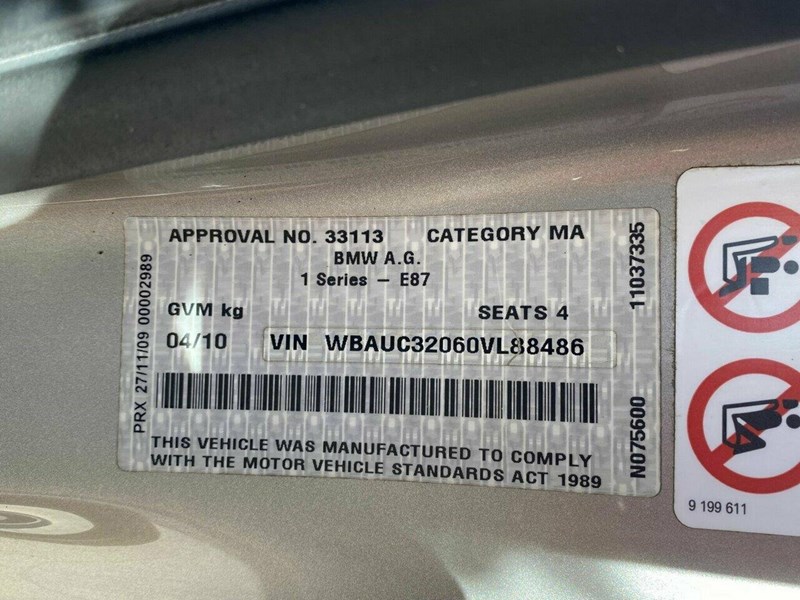 APPROVAL NO. 33113 CATEGORY MA
BMW A.G.
1 Series – E87
GVM kg SEATS 4
04/10 VIN WBAUC32060VL88486
THIS VEHICLE WAS MANUFACTURED TO COMPLY
WITH THE MOTOR VEHICLE STANDARDS ACT 1989
PRX 27/11/09 00002989
11037335
N075600
9 199 611